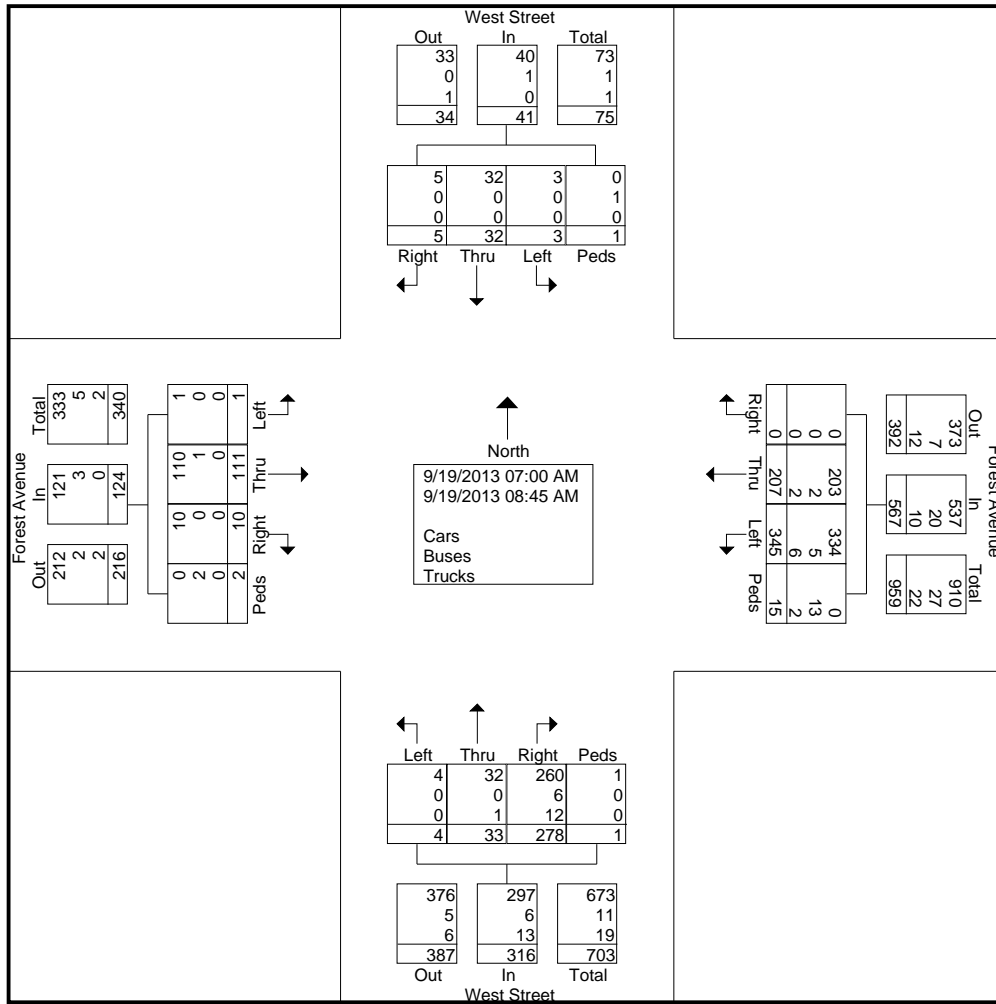 West Street
Out In Total
33 40 73
0 1 1
1 0 1
34 41 75
5 32 3 0
0 0 0 1
0 0 0 0
5 32 3 1
Right Thru Left Peds
Forest Avenue
Total In Out
333 121 212
5 3 2
2 0 2
340 124 216
1 110 10 0
0 1 0 2
0 0 0 0
1 111 10 2
Left Thru Right Peds
North
9/19/2013 07:00 AM
9/19/2013 08:45 AM
Cars
Buses
Trucks
Right Thru Left Peds
0 207 345 15
0 2 6 2
0 2 5 13
0 203 334 0
Out In Total
373 537 910
7 20 27
12 10 22
392 567 959
Forest Avenue
Left Thru Right Peds
4 32 260 1
0 0 6 0
0 1 12 0
4 33 278 1
376 297 673
5 6 11
6 13 19
387 316 703
Out In Total
West Street